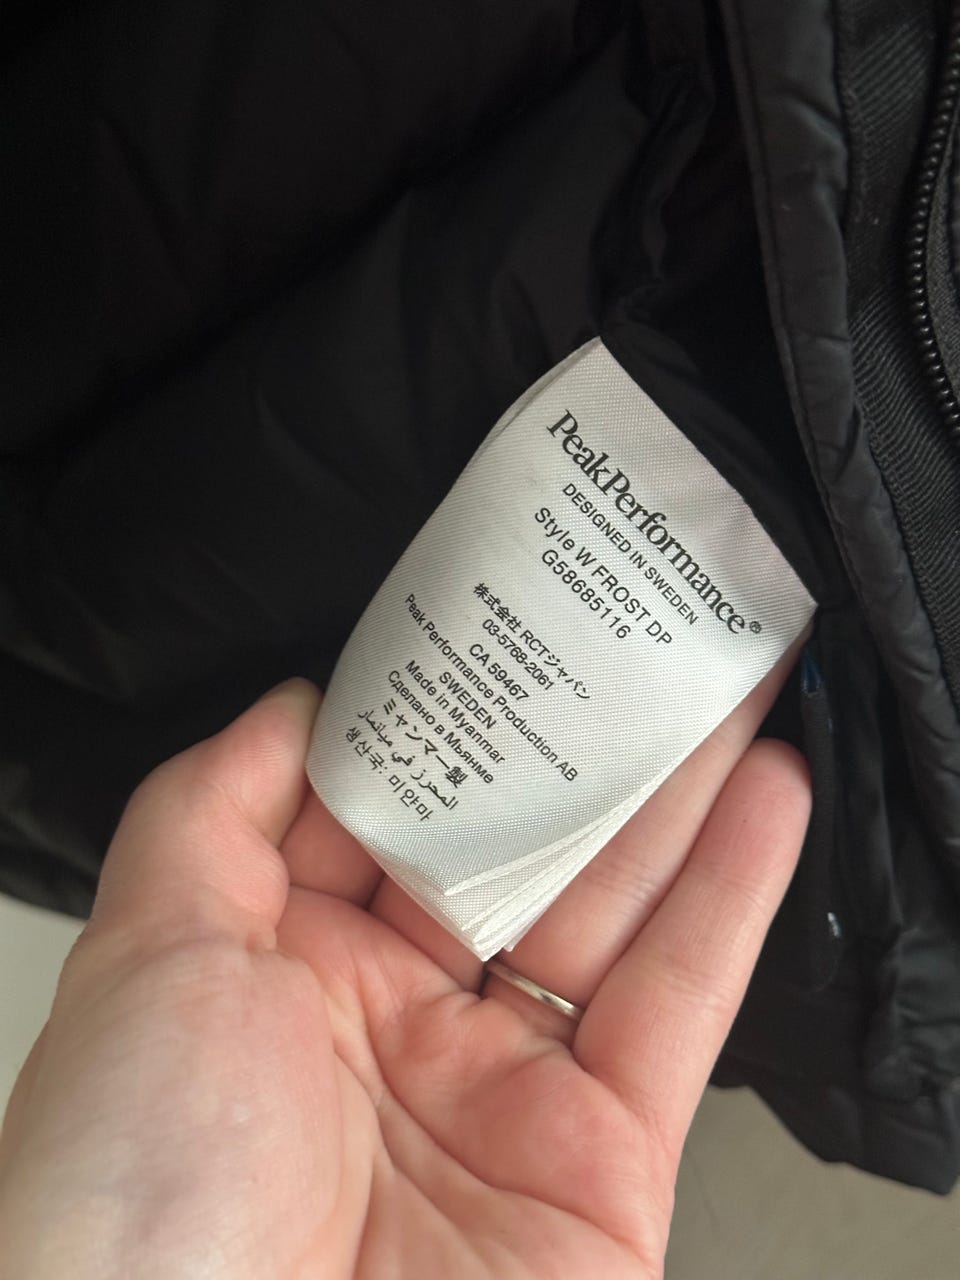 PeakPerformance®
DESIGNED IN SWEDEN
Style W FROST DP
G58685116
株式会社 RCTジャパン
03-5768-2061
CA 59467
Peak Performance Production AB
SWEDEN
Made in Myanmar
Сделано в Мьянме
ミャンマー製
المحرز في ميانمار
생산국: 미얀마